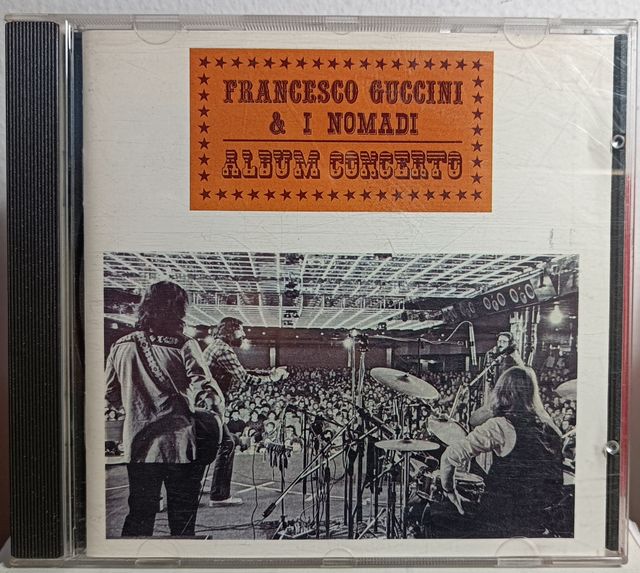 FRANCESCO GUCCINI
& I NOMADI
ALBUM CONCERTO